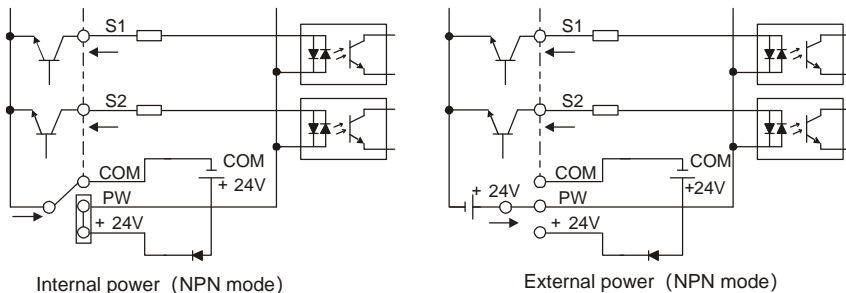 S1
S2
COM
COM
+ 24V
PW
+ 24V
Internal power（NPN mode）
S1
S2
COM
COM
+24V
+ 24V
PW
+ 24V
External power（NPN mode）